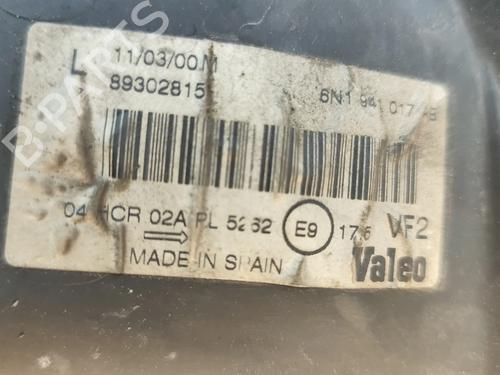 L 11/03/00 M
89302815 6N1 941 017 B
04 HCR 02A PL 5262 E9 17.5 VF2
MADE IN SPAIN Valeo
B-PARTS